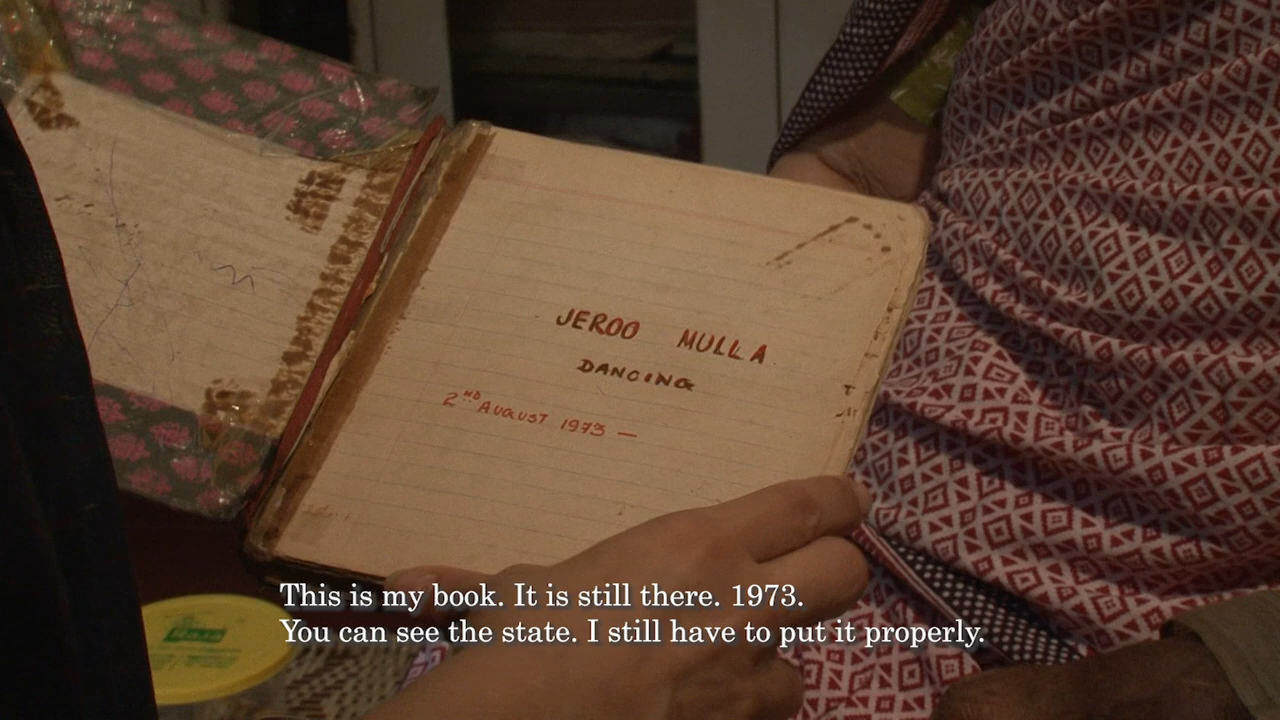 JEROO MULLA
DANCING
2ND AUGUST 1973 —
This is my book. It is still there. 1973.
You can see the state. I still have to put it properly.